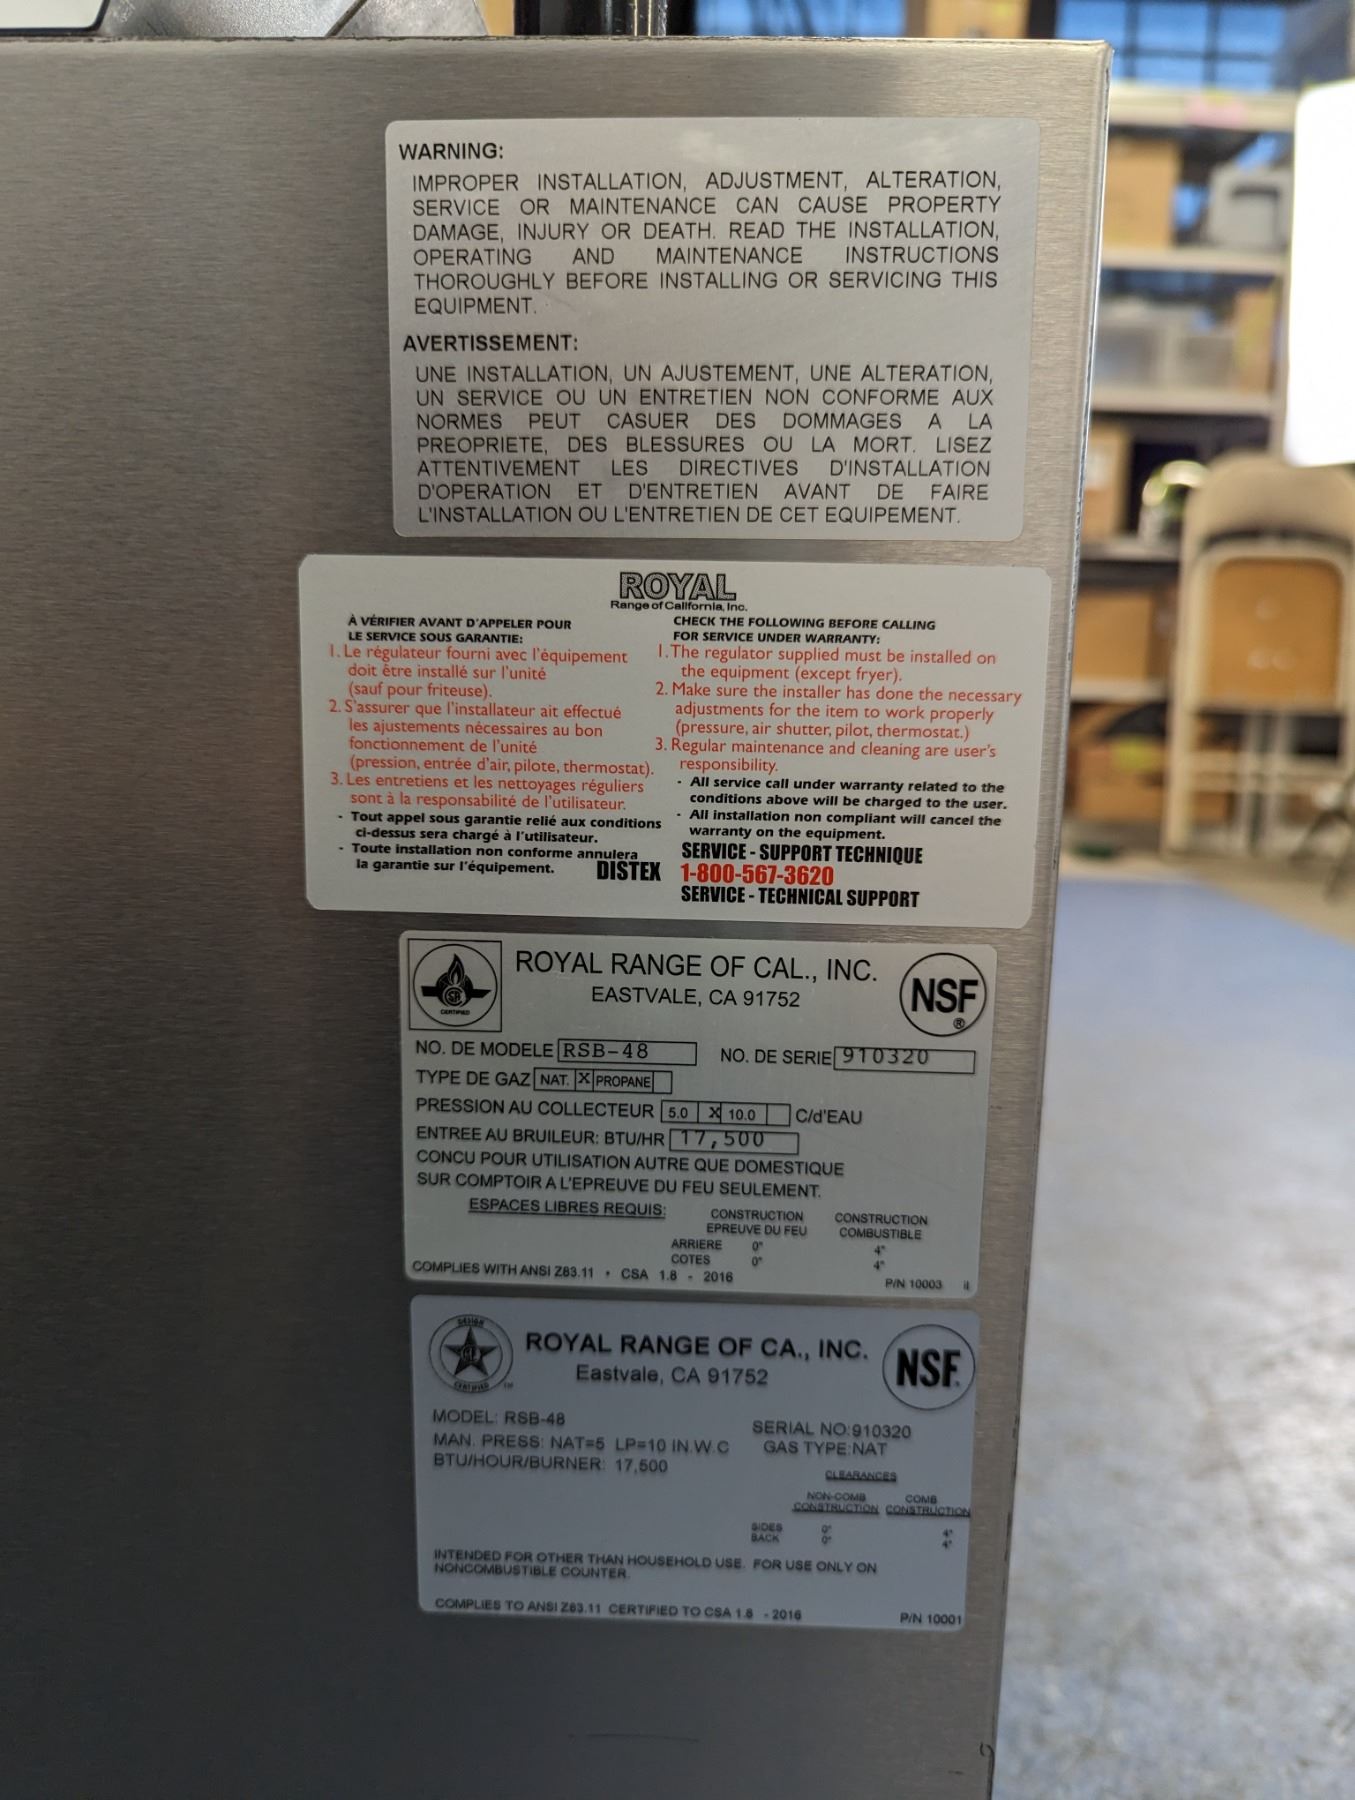 WARNING:
IMPROPER INSTALLATION, ADJUSTMENT, ALTERATION,
SERVICE OR MAINTENANCE CAN CAUSE PROPERTY
DAMAGE, INJURY OR DEATH. READ THE INSTALLATION,
OPERATING AND MAINTENANCE INSTRUCTIONS
THOROUGHLY BEFORE INSTALLING OR SERVICING THIS
EQUIPMENT.
AVERTISSEMENT:
UNE INSTALLATION, UN AJUSTEMENT, UNE ALTERATION,
UN SERVICE OU UN ENTRETIEN NON CONFORME AUX
NORMES PEUT CASUER DES DOMMAGES A LA
PREOPRIETE, DES BLESSURES OU LA MORT. LISEZ
ATTENTIVEMENT LES DIRECTIVES D'INSTALLATION
D'OPERATION ET D'ENTRETIEN AVANT DE FAIRE
L'INSTALLATION OU L'ENTRETIEN DE CET EQUIPEMENT.
ROYAL
Range of California, Inc.
À VÉRIFIER AVANT D'APPELER POUR
LE SERVICE SOUS GARANTIE:
1. Le régulateur fourni avec l'équipement
doit être installé sur l'unité
(sauf pour friteuse).
2. S'assurer que l'installateur ait effectué
les ajustements nécessaires au bon
fonctionnement de l'unité
(pression, entrée d'air, pilote, thermostat).
3. Les entretiens et les nettoyages réguliers
sont à la responsabilité de l'utilisateur.
- Tout appel sous garantie relié aux conditions
ci-dessus sera chargé à l'utilisateur.
- Toute installation non conforme annulera
la garantie sur l'équipement.
CHECK THE FOLLOWING BEFORE CALLING
FOR SERVICE UNDER WARRANTY:
1. The regulator supplied must be installed on
the equipment (except fryer).
2. Make sure the installer has done the necessary
adjustments for the item to work properly
(pressure, air shutter, pilot, thermostat.)
3. Regular maintenance and cleaning are user's
responsibility.
- All service call under warranty related to the
conditions above will be charged to the user.
- All installation non compliant will cancel the
warranty on the equipment.
SERVICE - SUPPORT TECHNIQUE
DISTEX 1-800-567-3620
SERVICE - TECHNICAL SUPPORT
CERTIFIED
ROYAL RANGE OF CAL., INC.
EASTVALE, CA 91752
NSF ®
NO. DE MODELE RSB-48 NO. DE SERIE 910320
TYPE DE GAZ NAT. X PROPANE
PRESSION AU COLLECTEUR 5.0 X 10.0 C/d'EAU
ENTREE AU BRUILEUR: BTU/HR 17,500
CONCU POUR UTILISATION AUTRE QUE DOMESTIQUE
SUR COMPTOIR A L'EPREUVE DU FEU SEULEMENT.
ESPACES LIBRES REQUIS: CONSTRUCTION EPREUVE DU FEU CONSTRUCTION COMBUSTIBLE
ARRIERE 0" 4"
COTES 0" 4"
COMPLIES WITH ANSI Z83.11 • CSA 1.8 - 2016 P/N 10003
DESIGN
CERTIFIED
TM
ROYAL RANGE OF CA., INC.
Eastvale, CA 91752
NSF.
MODEL: RSB-48 SERIAL NO:910320
MAN. PRESS: NAT=5 LP=10 IN.W.C GAS TYPE:NAT
BTU/HOUR/BURNER: 17,500
CLEARANCES
NON-COMB CONSTRUCTION COMB. CONSTRUCTION
SIDES 0" 4"
BACK 0" 4"
INTENDED FOR OTHER THAN HOUSEHOLD USE. FOR USE ONLY ON
NONCOMBUSTIBLE COUNTER.
COMPLIES TO ANSI Z83.11 CERTIFIED TO CSA 1.8 - 2016 P/N 10001